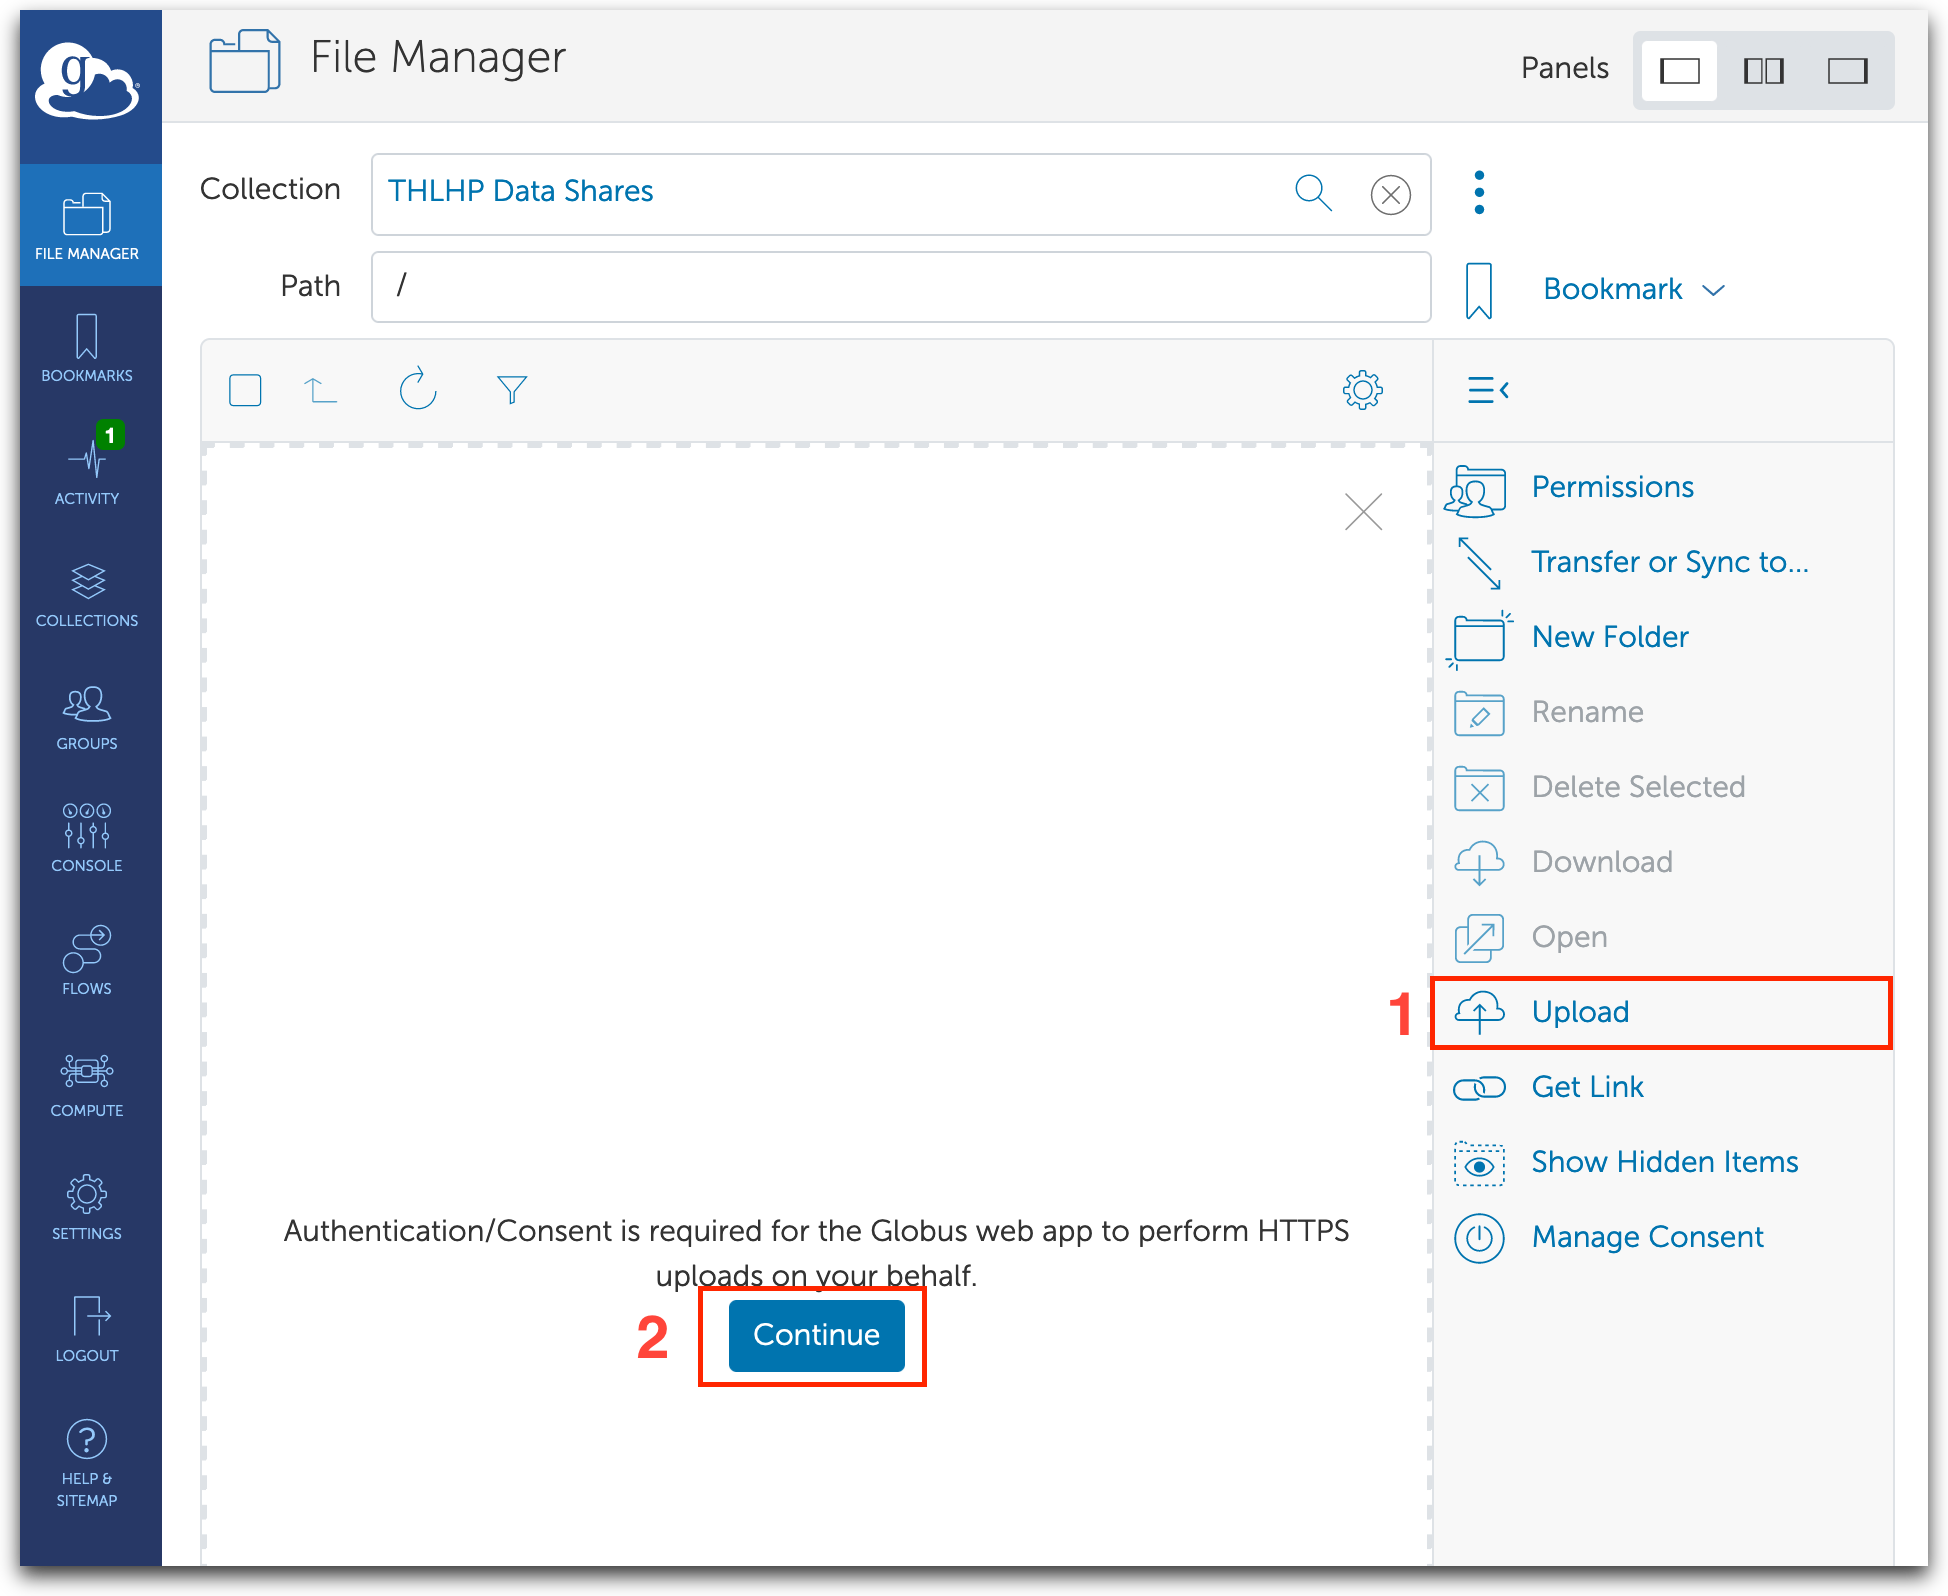 g
File Manager
Panels
FILE MANAGER
BOOKMARKS
1
ACTIVITY
COLLECTIONS
GROUPS
CONSOLE
FLOWS
COMPUTE
SETTINGS
LOGOUT
?
HELP &
SITEMAP
Collection
THLHP Data Shares
Path
/
Bookmark
Authentication/Consent is required for the Globus web app to perform HTTPS
uploads on your behalf.
2
Continue
Permissions
Transfer or Sync to...
New Folder
Rename
Delete Selected
Download
Open
1
Upload
Get Link
Show Hidden Items
Manage Consent